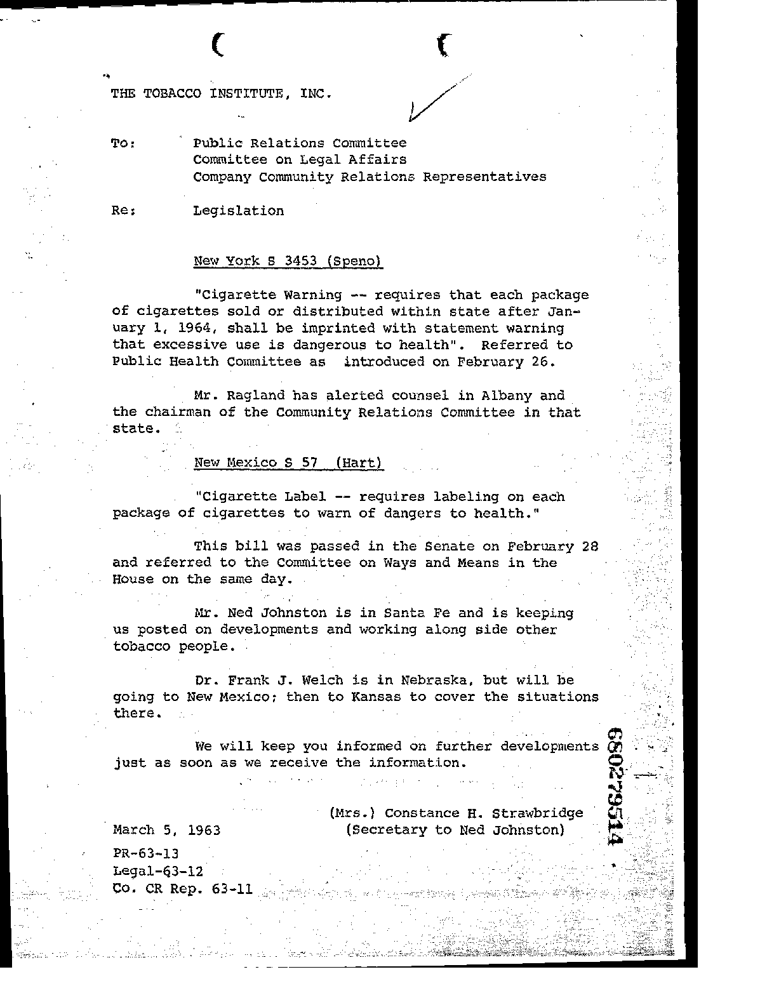 THE TOBACCO INSTITUTE, INC.
To: Public Relations Committee
Committee on Legal Affairs
Company Community Relations Representatives
Re: Legislation
New York S 3453 (Speno)
"Cigarette Warning -- requires that each package
of cigarettes sold or distributed within state after Jan-
uary 1, 1964, shall be imprinted with statement warning
that excessive use is dangerous to health". Referred to
Public Health Committee as introduced on February 26.
Mr. Ragland has alerted counsel in Albany and
the chairman of the Community Relations Committee in that
state.
New Mexico S 57 (Hart)
"Cigarette Label -- requires labeling on each
package of cigarettes to warn of dangers to health."
This bill was passed in the Senate on February 28
and referred to the Committee on Ways and Means in the
House on the same day.
Mr. Ned Johnston is in Santa Fe and is keeping
us posted on developments and working along side other
tobacco people.
Dr. Frank J. Welch is in Nebraska, but will be
going to New Mexico; then to Kansas to cover the situations
there.
We will keep you informed on further developments
just as soon as we receive the information.
(Mrs.) Constance H. Strawbridge
March 5, 1963 (Secretary to Ned Johnston)
PR-63-13
Legal-63-12
Co. CR Rep. 63-11
680279514